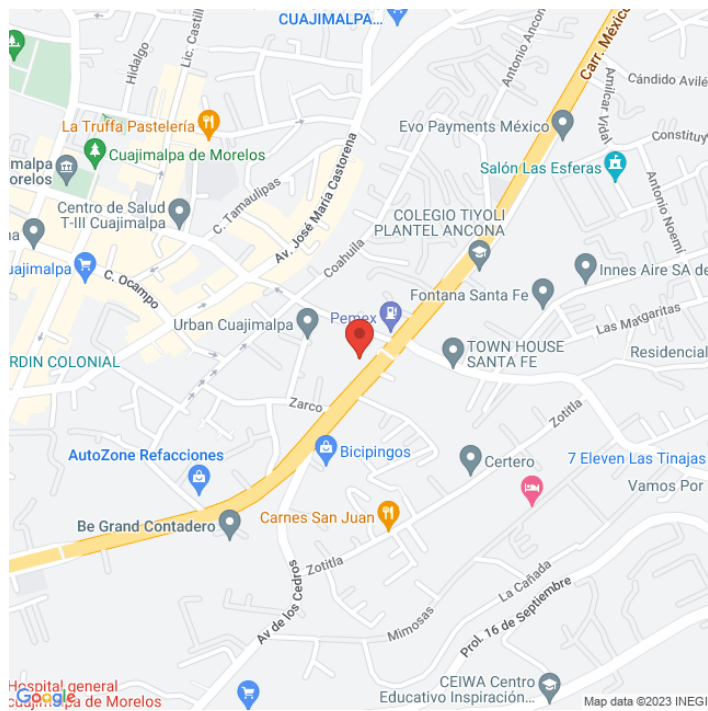 CUAJIMALPA...
Carr. México
Lic. Castill
Hidalgo
Antonio Ancon
Cándido Avilé
Amilcar Vidal
La Truffa Pastelería
Evo Payments México
Constituy
Cuajimalpa de Morelos
Salón Las Esferas
imalpa
orelos
Av. José María Castorena
C. Tamaulipas
Antonio Noemí
Centro de Salud
T-III Cuajimalpa
COLEGIO TIYOLI
PLANTEL ANCONA
na
Coahuila
uajimalpa
C. Ocampo
Innes Aire SA de
Fontana Santa Fe
Pemex
Urban Cuajimalpa
Las Margaritas
TOWN HOUSE
SANTA FE
Residencial
RDIN COLONIAL
Zarco
Zotitla
AutoZone Refacciones
Bicipingos
Certero
7 Eleven Las Tinajas
Vamos Por
Be Grand Contadero
Carnes San Juan
Zotitla
La Cañada
Av de los Cedros
Mimosas
Prol. 16 de Septiembre
Hospital general
cuajimalpa de Morelos
Google
CEIWA Centro
Educativo Inspiración...
Map data ©2023 INEGI